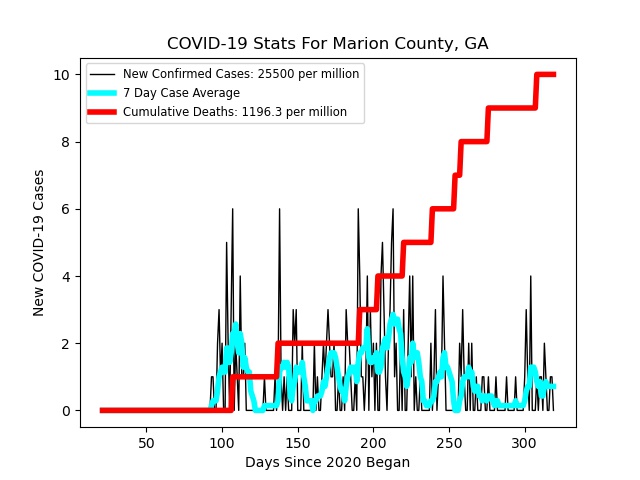 COVID-19 Stats For Marion County, GA
New Confirmed Cases: 25500 per million
7 Day Case Average
Cumulative Deaths: 1196.3 per million
New COVID-19 Cases
10
8
6
4
2
0
50 100 150 200 250 300
Days Since 2020 Began